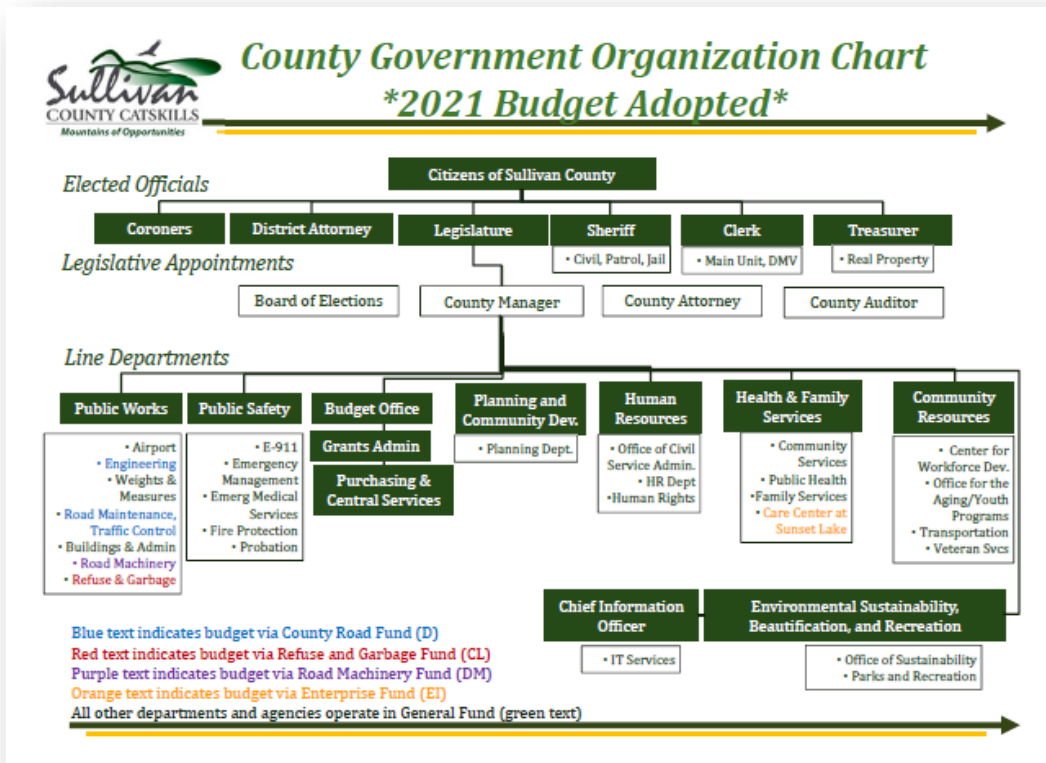 Sullivan
COUNTY CATSKILLS
Mountains of Opportunities
County Government Organization Chart
*2021 Budget Adopted*
Elected Officials
Citizens of Sullivan County
Coroners
District Attorney
Legislature
Sheriff
Clerk
Treasurer
• Civil, Patrol, Jail
• Main Unit, DMV
• Real Property
Legislative Appointments
Board of Elections
County Manager
County Attorney
County Auditor
Line Departments
Public Works
• Airport
• Engineering
• Weights &
Measures
• Road Maintenance,
Traffic Control
• Buildings & Admin
• Road Machinery
• Refuse & Garbage
Public Safety
• E-911
• Emergency
Management
• Emerg Medical
Services
• Fire Protection
• Probation
Budget Office
Grants Admin
Purchasing &
Central Services
Planning and
Community Dev.
• Planning Dept.
Human
Resources
• Office of Civil
Service Admin.
• HR Dept
•Human Rights
Health & Family
Services
• Community
Services
• Public Health
•Family Services
• Care Center at
Sunset Lake
Community
Resources
• Center for
Workforce Dev.
• Office for the
Aging/Youth
Programs
• Transportation
• Veteran Svcs
Chief Information
Officer
• IT Services
Environmental Sustainability,
Beautification, and Recreation
• Office of Sustainability
• Parks and Recreation
Blue text indicates budget via County Road Fund (D)
Red text indicates budget via Refuse and Garbage Fund (CL)
Purple text indicates budget via Road Machinery Fund (DM)
Orange text indicates budget via Enterprise Fund (EI)
All other departments and agencies operate in General Fund (green text)